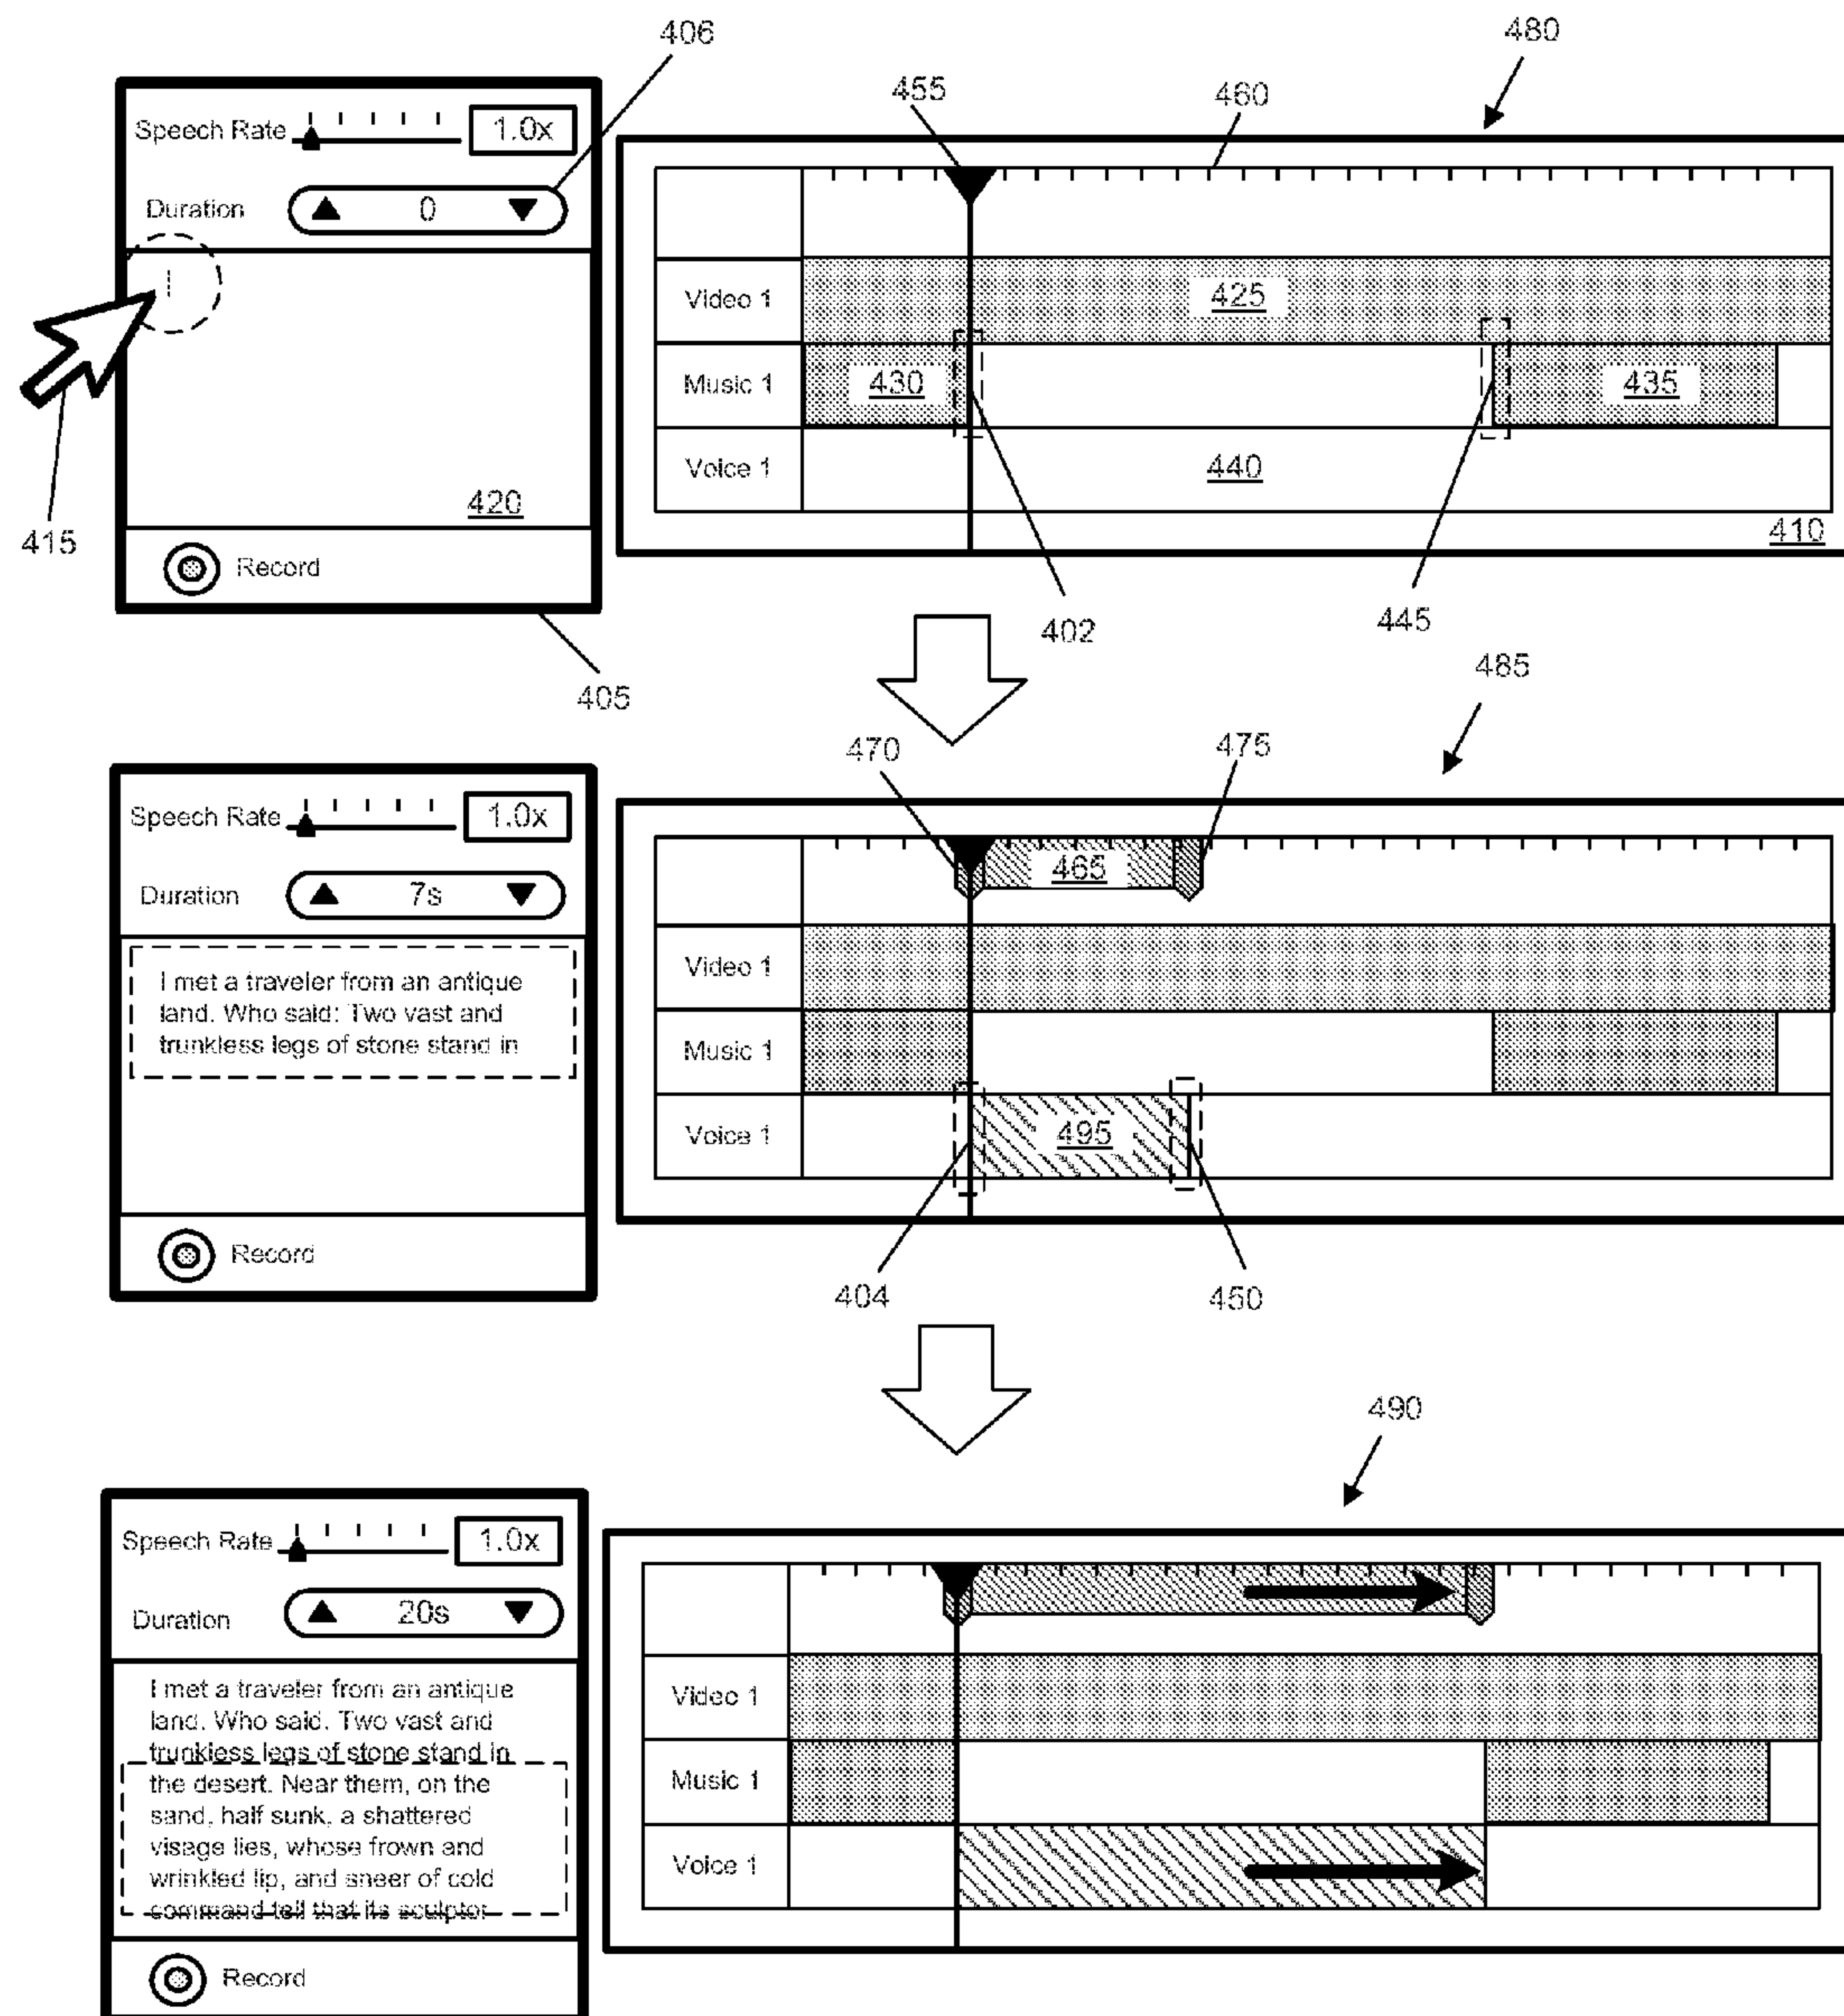 406
480
455
460
Speech Rate 1.0x
Duration 0
Video 1 425
Music 1 430 435
Voice 1 440
420
410
415
Record
402
445
405
485
470
475
Speech Rate 1.0x
Duration 7s
465
I met a traveler from an antique
land. Who said: Two vast and
trunkless legs of stone stand in
Video 1
Music 1
Voice 1 495
Record
404
450
490
Speech Rate 1.0x
Duration 20s
I met a traveler from an antique
land. Who said. Two vast and
trunkless legs of stone stand in
the desert. Near them, on the
sand, half sunk, a shattered
visage lies, whose frown and
wrinkled lip, and sneer of cold
command tell that its sculptor
Video 1
Music 1
Voice 1
Record